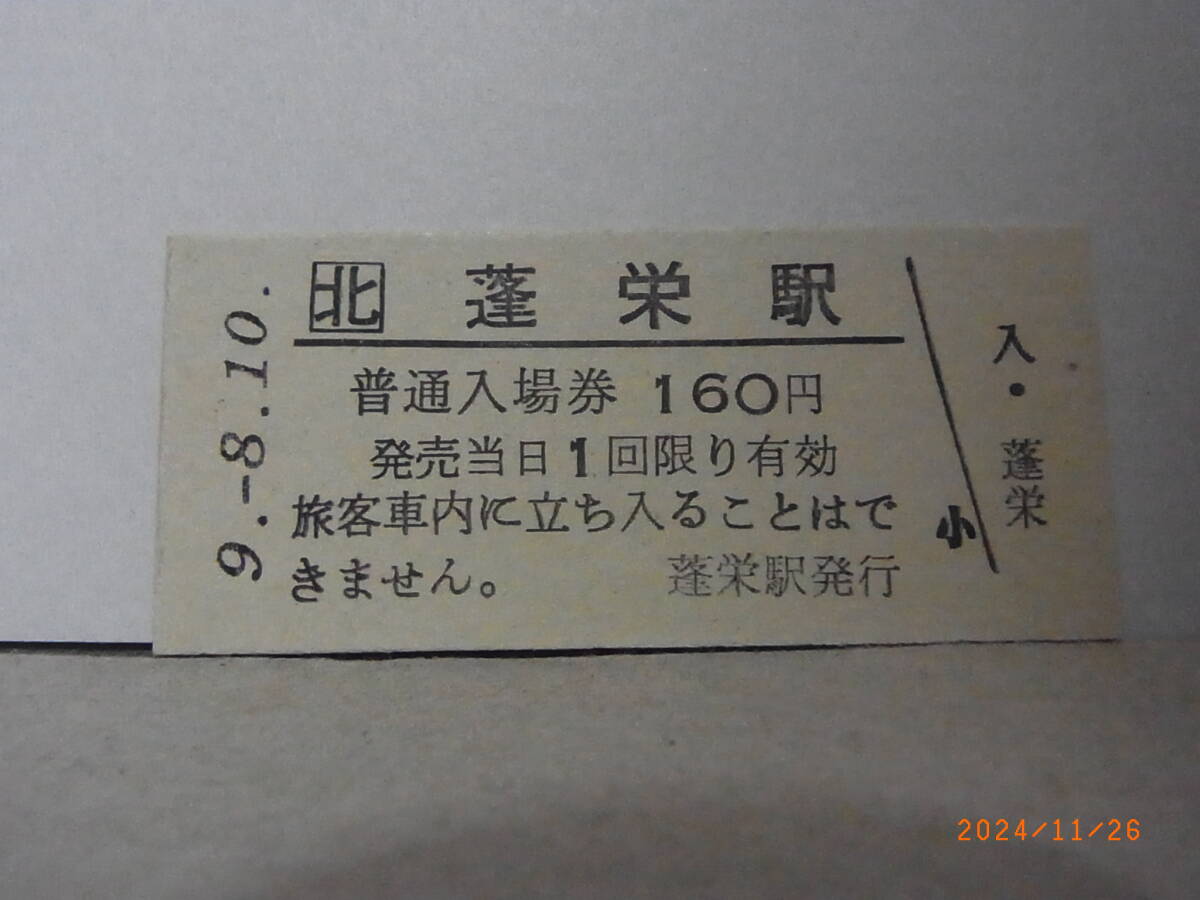 9.-8.10.
北 蓬栄駅
普通入場券 160円
発売当日1回限り有効
旅客車内に立ち入ることはで
きません。 蓬栄駅発行
小
入・蓬栄
2024/11/26